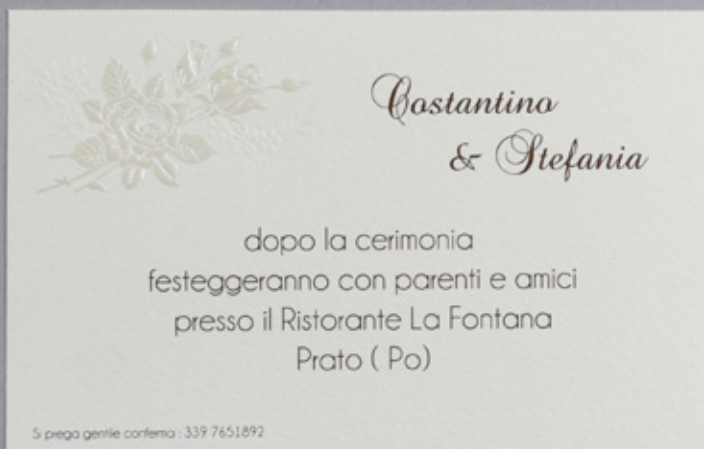 Costantino
& Stefania
dopo la cerimonia
festeggeranno con parenti e amici
presso il Ristorante La Fontana
Prato ( Po)
Si prega gentile conferma : 339 7651892